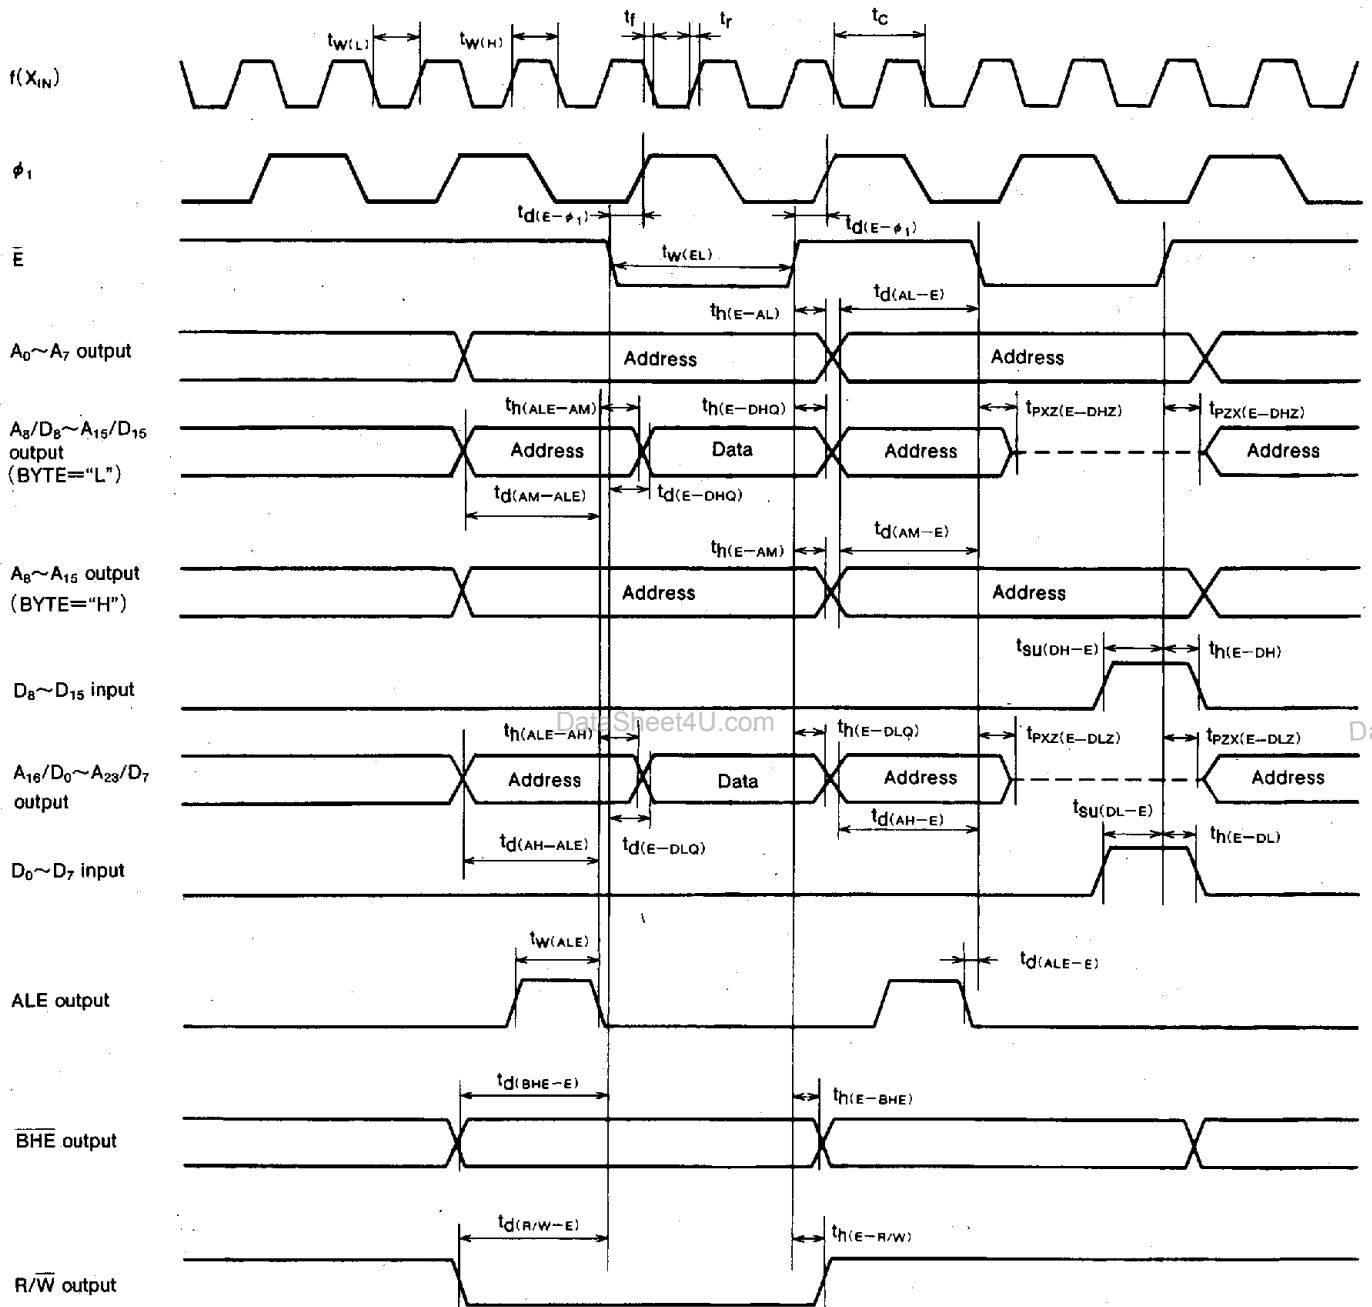 tf tr tC
tW(L) tW(H)
f(XIN)
ϕ1
td(E−ϕ1) td(E−ϕ1)
E̅
tW(EL)
td(AL−E)
th(E−AL)
A0~A7 output Address Address
th(ALE−AM) th(E−DHQ) tPXZ(E−DHZ) tPZX(E−DHZ)
A8/D8~A15/D15
output Address Data Address Address
(BYTE=“L”)
td(AM−ALE) td(E−DHQ)
td(AM−E)
th(E−AM)
A8~A15 output
(BYTE=“H”) Address Address
tsu(DH−E) th(E−DH)
D8~D15 input
DataSheet4U.com Da
th(ALE−AH) th(E−DLQ) tPXZ(E−DLZ) tPZX(E−DLZ)
A16/D0~A23/D7 Address Data Address Address
output
tsu(DL−E)
td(AH−E)
td(AH−ALE) td(E−DLQ) th(E−DL)
D0~D7 input
tW(ALE)
td(ALE−E)
ALE output
td(BHE−E)
th(E−BHE)
B̅H̅E̅ output
td(R/W−E)
th(E−R/W)
R/W̅ output